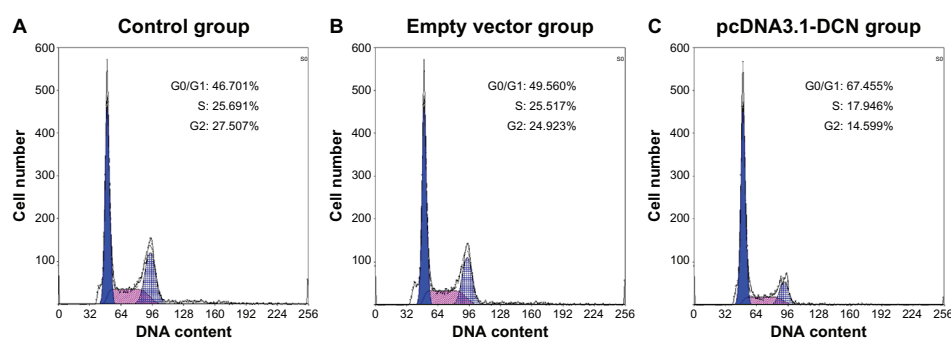 A Control group
600
500
400
300
200
100
Cell number
so
G0/G1: 46.701%
S: 25.691%
G2: 27.507%
0 32 64 96 128 160 192 224 256
DNA content
B Empty vector group
600
500
400
300
200
100
Cell number
so
G0/G1: 49.560%
S: 25.517%
G2: 24.923%
0 32 64 96 128 160 192 224 256
DNA content
C pcDNA3.1-DCN group
600
500
400
300
200
100
Cell number
so
G0/G1: 67.455%
S: 17.946%
G2: 14.599%
0 32 64 96 128 160 192 224 256
DNA content